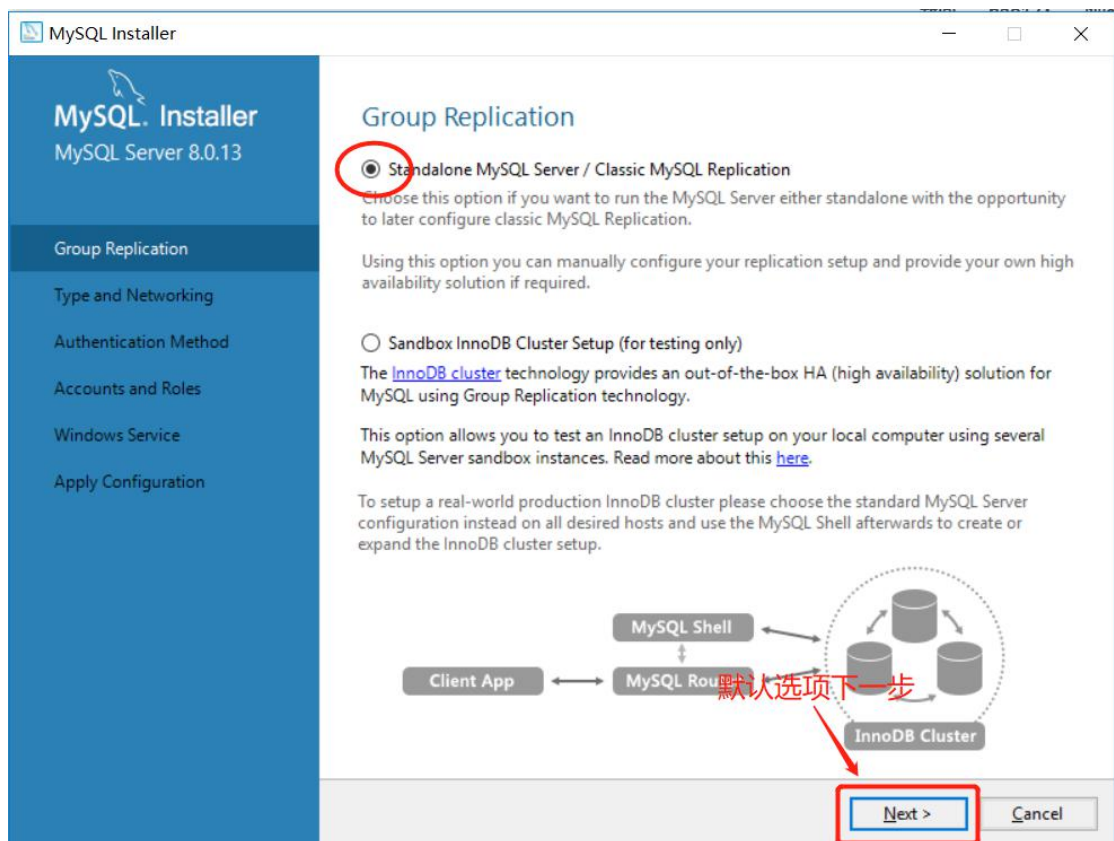 MySQL Installer
MySQL. Installer
MySQL Server 8.0.13
Group Replication
Type and Networking
Authentication Method
Accounts and Roles
Windows Service
Apply Configuration
Group Replication
Standalone MySQL Server / Classic MySQL Replication
Choose this option if you want to run the MySQL Server either standalone with the opportunity
to later configure classic MySQL Replication.
Using this option you can manually configure your replication setup and provide your own high
availability solution if required.
Sandbox InnoDB Cluster Setup (for testing only)
The InnoDB cluster technology provides an out-of-the-box HA (high availability) solution for
MySQL using Group Replication technology.
This option allows you to test an InnoDB cluster setup on your local computer using several
MySQL Server sandbox instances. Read more about this here.
To setup a real-world production InnoDB cluster please choose the standard MySQL Server
configuration instead on all desired hosts and use the MySQL Shell afterwards to create or
expand the InnoDB cluster setup.
MySQL Shell
Client App
MySQL Rou
默认选项下一步
InnoDB Cluster
Next >
Cancel